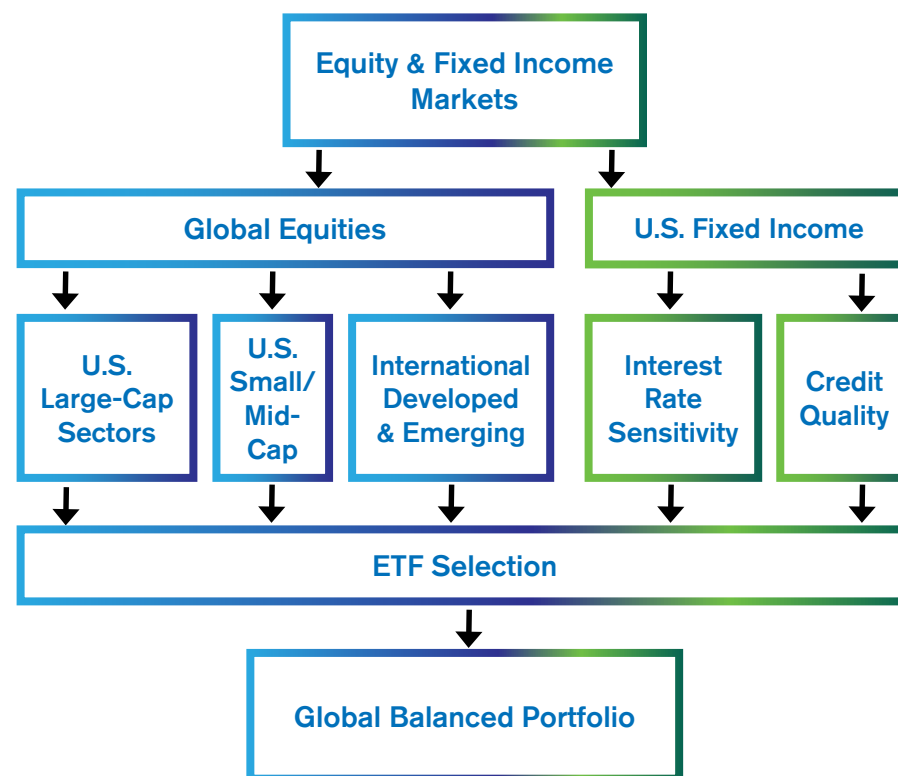 Equity & Fixed Income
Markets
Global Equities
U.S. Fixed Income
U.S.
Large-Cap
Sectors
U.S.
Small/
Mid-
Cap
International
Developed
& Emerging
Interest
Rate
Sensitivity
Credit
Quality
ETF Selection
Global Balanced Portfolio